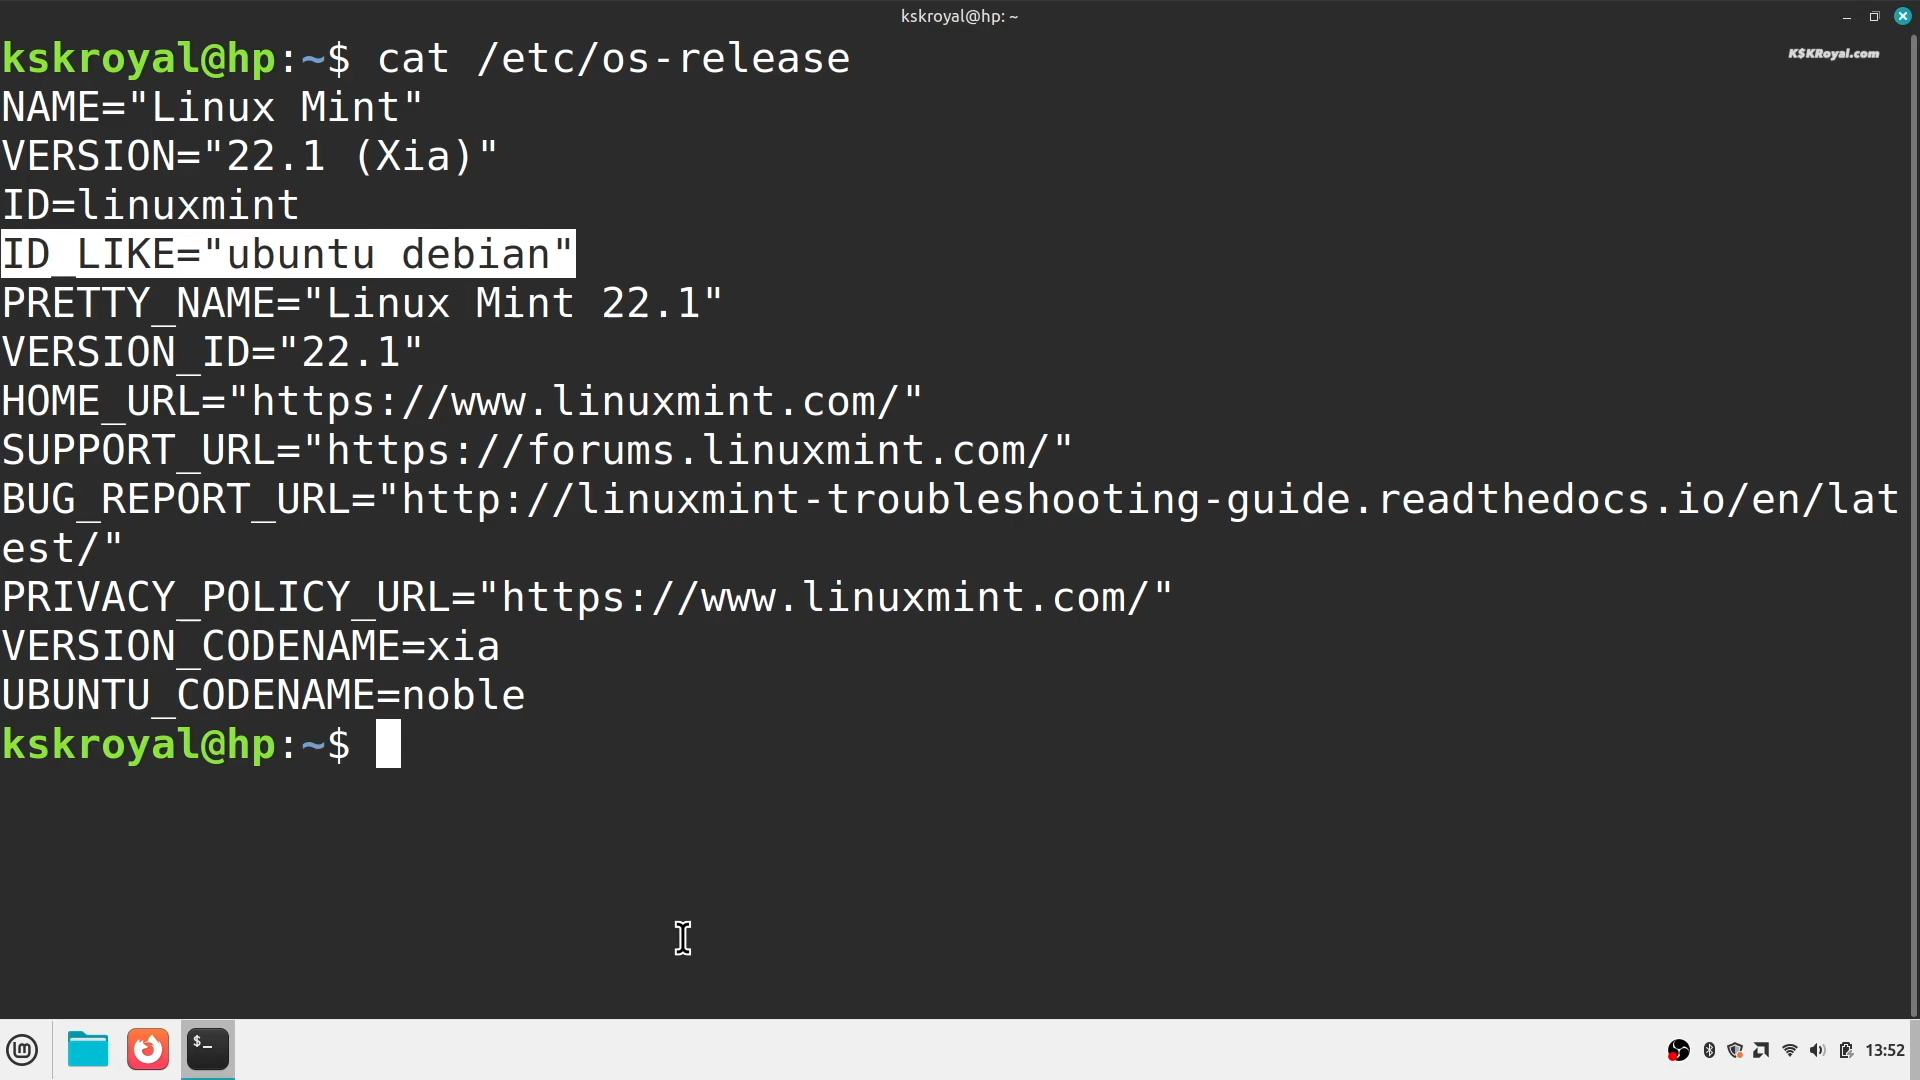 kskroyal@hp: ~
kskroyal@hp:~$ cat /etc/os-release
K$KRoyal.com
NAME="Linux Mint"
VERSION="22.1 (Xia)"
ID=linuxmint
ID_LIKE="ubuntu debian"
PRETTY_NAME="Linux Mint 22.1"
VERSION_ID="22.1"
HOME_URL="https://www.linuxmint.com/"
SUPPORT_URL="https://forums.linuxmint.com/"
BUG_REPORT_URL="http://linuxmint-troubleshooting-guide.readthedocs.io/en/lat
est/"
PRIVACY_POLICY_URL="https://www.linuxmint.com/"
VERSION_CODENAME=xia
UBUNTU_CODENAME=noble
kskroyal@hp:~$
$_
13:52